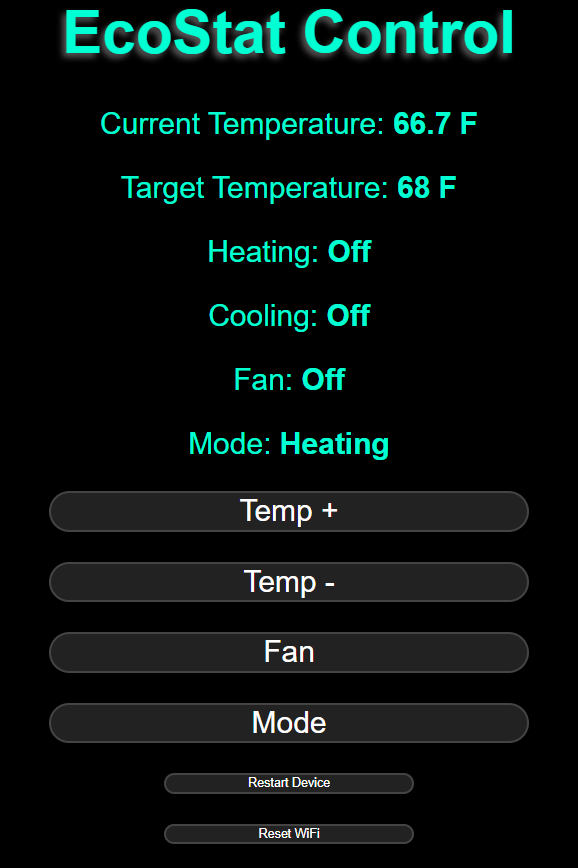 EcoStat Control
Current Temperature: 66.7 F
Target Temperature: 68 F
Heating: Off
Cooling: Off
Fan: Off
Mode: Heating
Temp +
Temp -
Fan
Mode
Restart Device
Reset WiFi